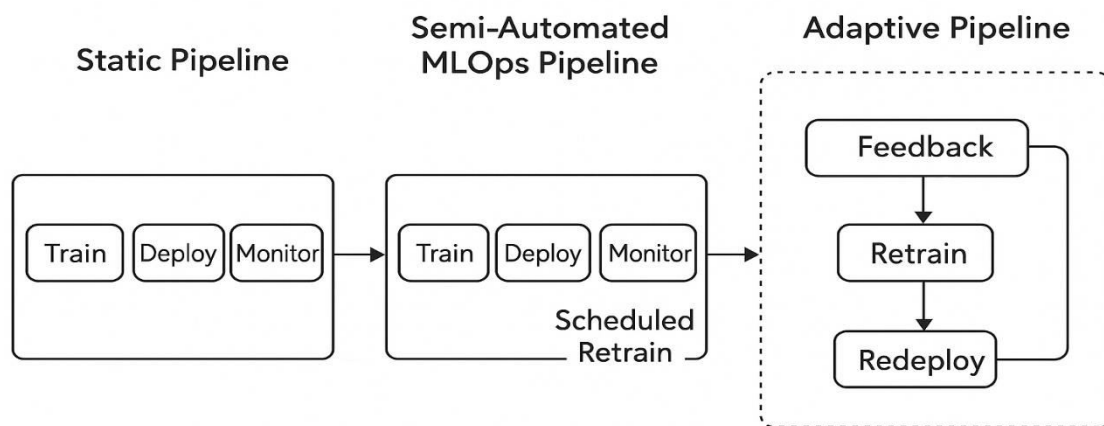 Static Pipeline
Train
Deploy
Monitor
Semi-Automated
MLOps Pipeline
Train
Deploy
Monitor
Scheduled
Retrain
Adaptive Pipeline
Feedback
Retrain
Redeploy